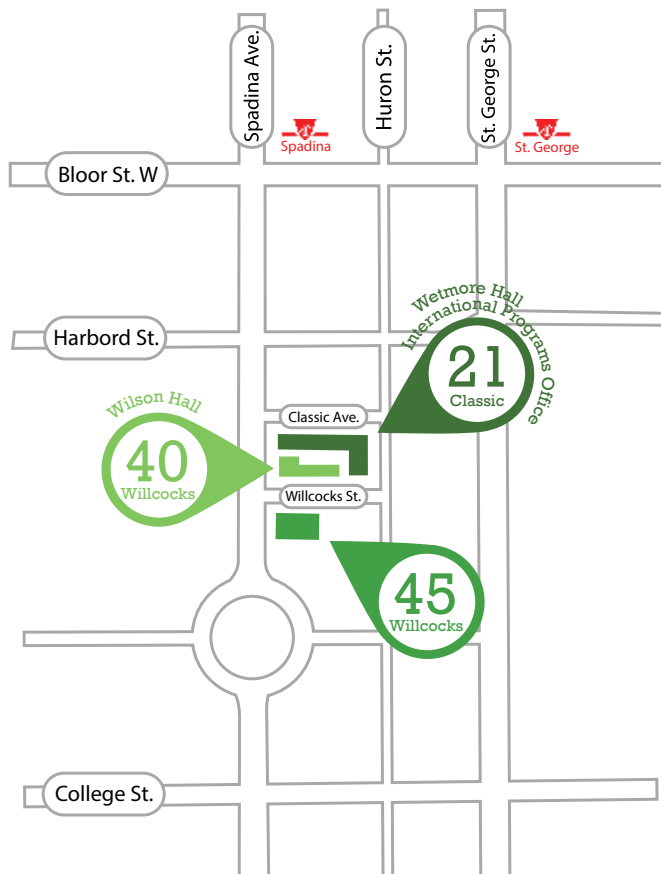 Spadina Ave.
Huron St.
St. George St.
Spadina
St. George
Bloor St. W
Wetmore Hall
International Programs Office
Harbord St.
21
Classic
Wilson Hall
Classic Ave.
40
Willcocks
Willcocks St.
45
Willcocks
College St.